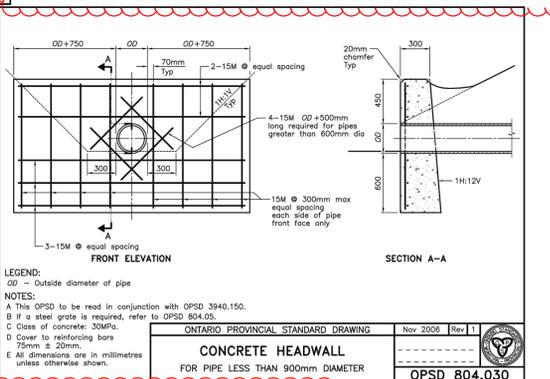 OD+750
OD
OD+750
A
70mm
Typ
2-15M @ equal spacing
1H:1V
Typ
4-15M OD+500mm
long required for pipes
greater than 600mm dia
300
300
15M @ 300mm max
equal spacing
each side of pipe
front face only
A
3-15M @ equal spacing
FRONT ELEVATION
20mm
chamfer
Typ
300
450
OD
600
1H:12V
SECTION A-A
LEGEND:
OD - Outside diameter of pipe
NOTES:
A This OPSD to be read in conjunction with OPSD 3940.150.
B If a steel grate is required, refer to OPSD 804.05.
C Class of concrete: 30MPa.
D Cover to reinforcing bars
75mm ± 20mm.
E All dimensions are in millimetres
unless otherwise shown.
ONTARIO PROVINCIAL STANDARD DRAWING
Nov 2006
Rev 1
CONCRETE HEADWALL
FOR PIPE LESS THAN 900mm DIAMETER
OPSD 804.030